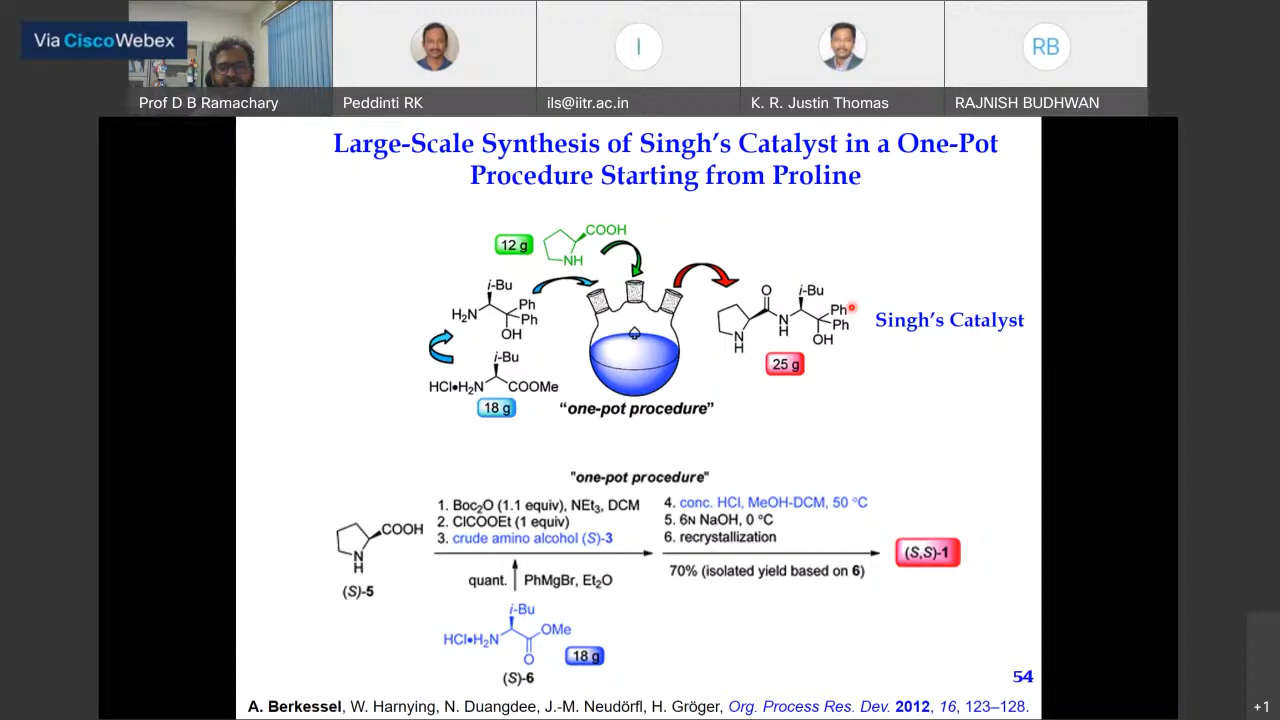 Via CiscoWebex
Prof D B Ramachary
Peddinti RK
I
ils@iitr.ac.in
K. R. Justin Thomas
RB
RAJNISH BUDHWAN
Large-Scale Synthesis of Singh's Catalyst in a One-Pot
Procedure Starting from Proline
12 g
COOH
NH
i-Bu
H₂N
Ph
Ph
OH
i-Bu
HCl•H₂N
COOMe
18 g
"one-pot procedure"
O
i-Bu
N
H
N
H
Ph
Ph
OH
25 g
Singh's Catalyst
"one-pot procedure"
COOH
N
H
(S)-5
1. Boc₂O (1.1 equiv), NEt₃, DCM
2. ClCOOEt (1 equiv)
3. crude amino alcohol (S)-3
quant.
PhMgBr, Et₂O
i-Bu
HCl•H₂N
OMe
O
18 g
(S)-6
4. conc. HCl, MeOH-DCM, 50 °C
5. 6N NaOH, 0 °C
6. recrystallization
70% (isolated yield based on 6)
(S,S)-1
54
A. Berkessel, W. Harnying, N. Duangdee, J.-M. Neudörfl, H. Gröger, Org. Process Res. Dev. 2012, 16, 123–128.
+1